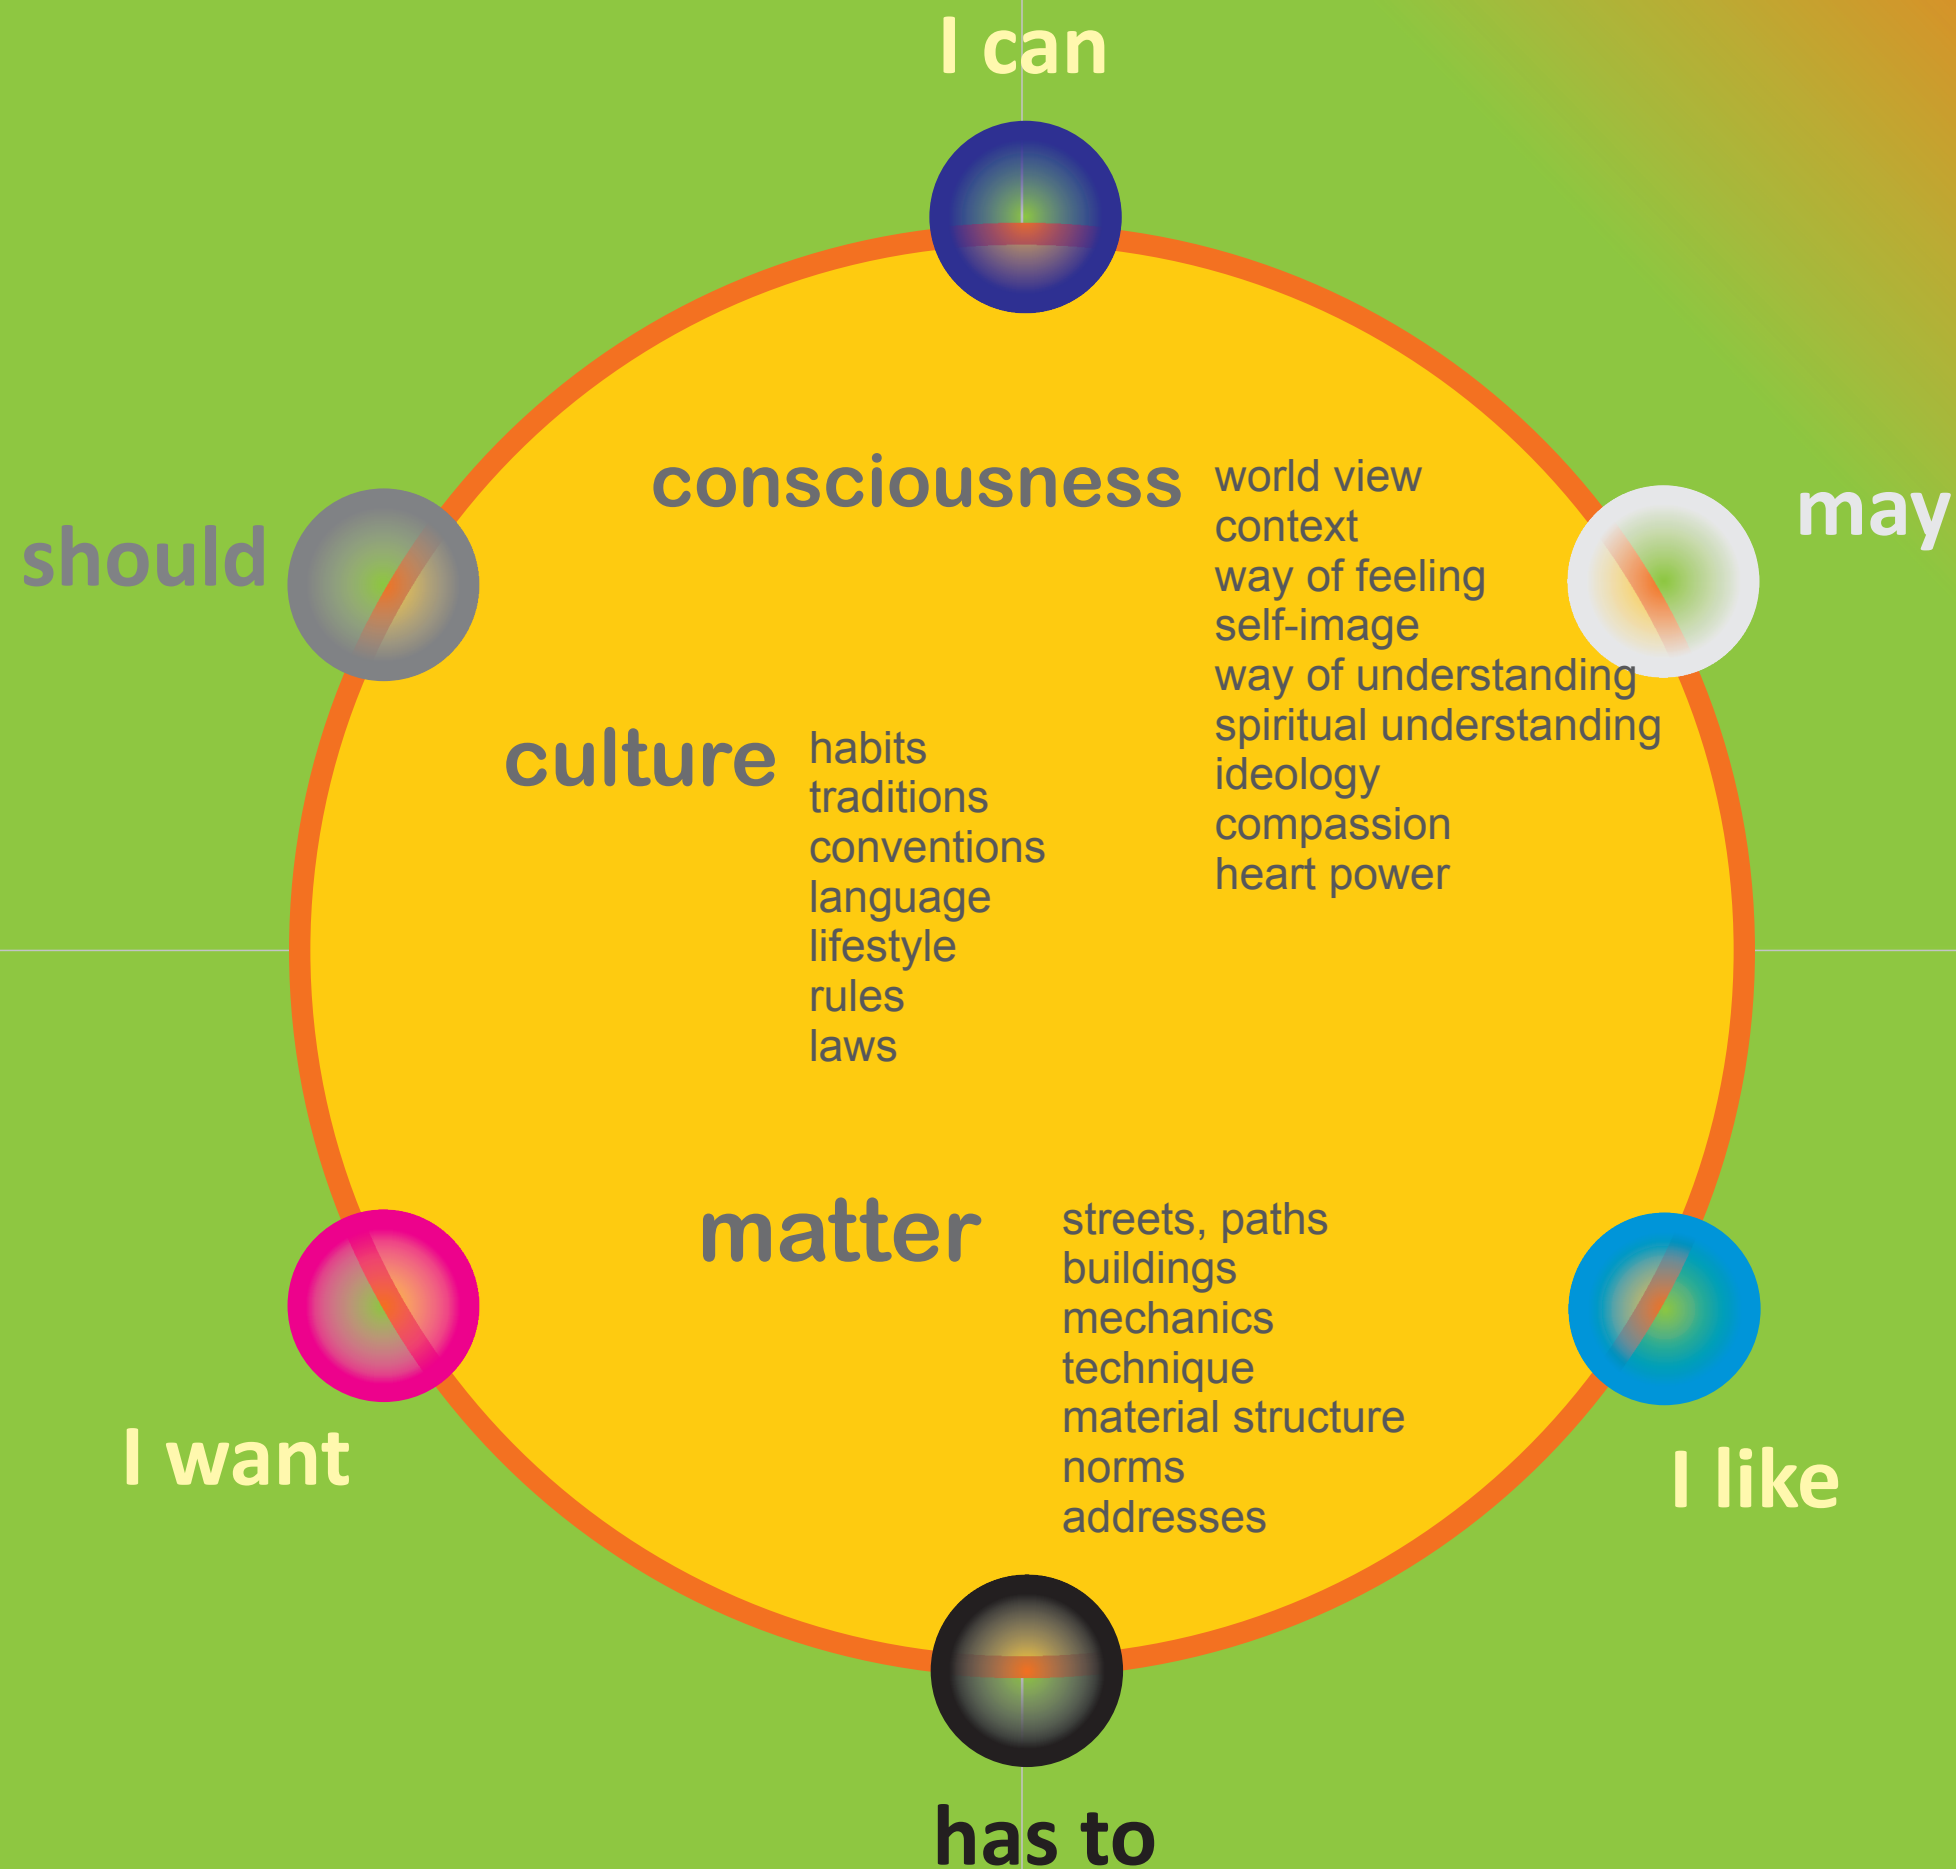 I can
consciousness
world view
context
way of feeling
self-image
way of understanding
spiritual understanding
ideology
compassion
heart power
may
should
culture
habits
traditions
conventions
language
lifestyle
rules
laws
matter
streets, paths
buildings
mechanics
technique
material structure
norms
addresses
I want
I like
has to